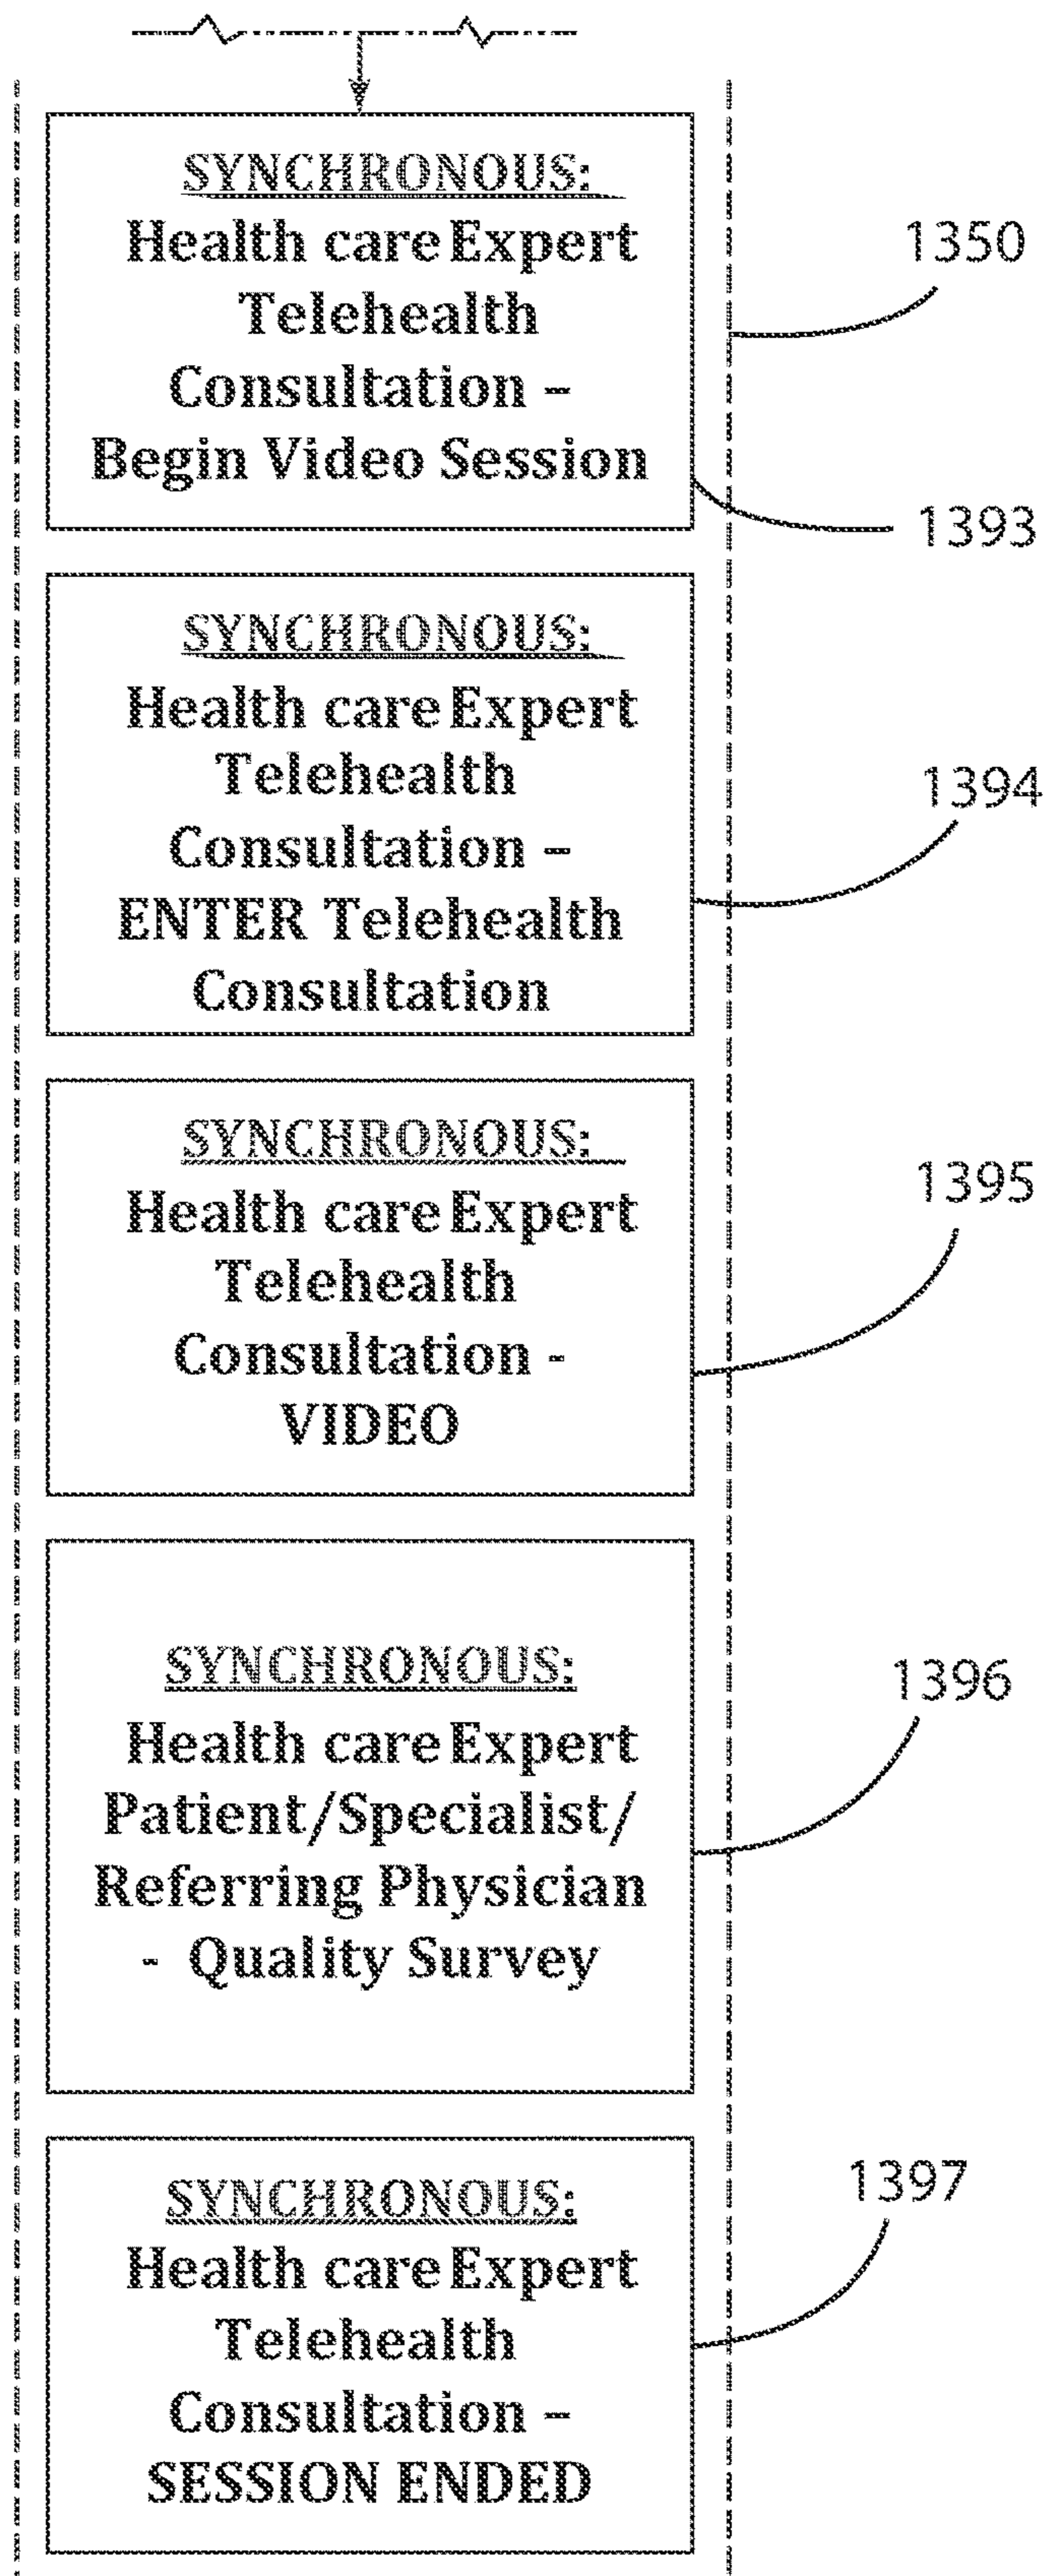 SYNCHRONOUS:
Health care Expert
Telehealth
Consultation –
Begin Video Session
1350
1393
SYNCHRONOUS:
Health care Expert
Telehealth
Consultation –
ENTER Telehealth
Consultation
1394
SYNCHRONOUS:
Health care Expert
Telehealth
Consultation -
VIDEO
1395
SYNCHRONOUS:
Health care Expert
Patient/Specialist/
Referring Physician
- Quality Survey
1396
SYNCHRONOUS:
Health care Expert
Telehealth
Consultation –
SESSION ENDED
1397